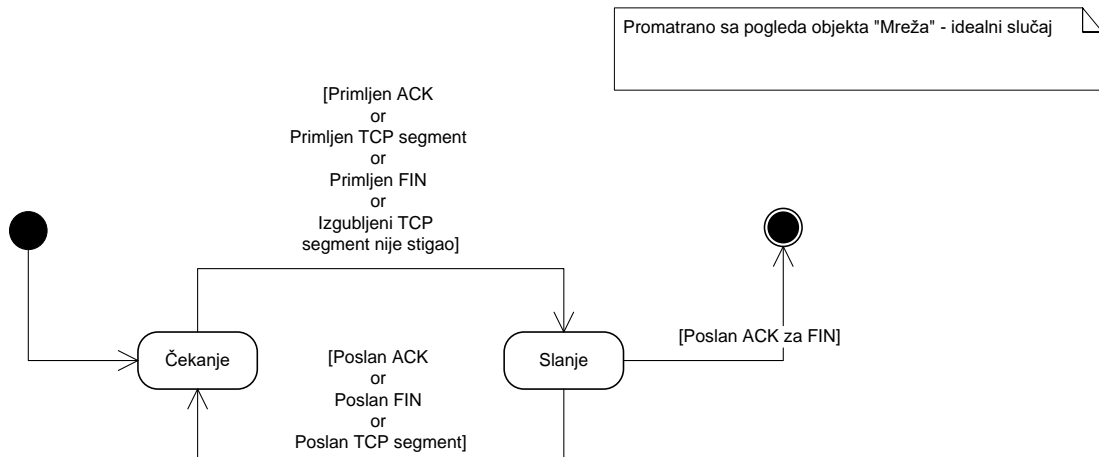 Promatrano sa pogleda objekta "Mreža" - idealni slučaj
[Primljen ACK
or
Primljen TCP segment
or
Primljen FIN
or
Izgubljeni TCP
segment nije stigao]
[Poslan ACK za FIN]
Čekanje
Slanje
[Poslan ACK
or
Poslan FIN
or
Poslan TCP segment]